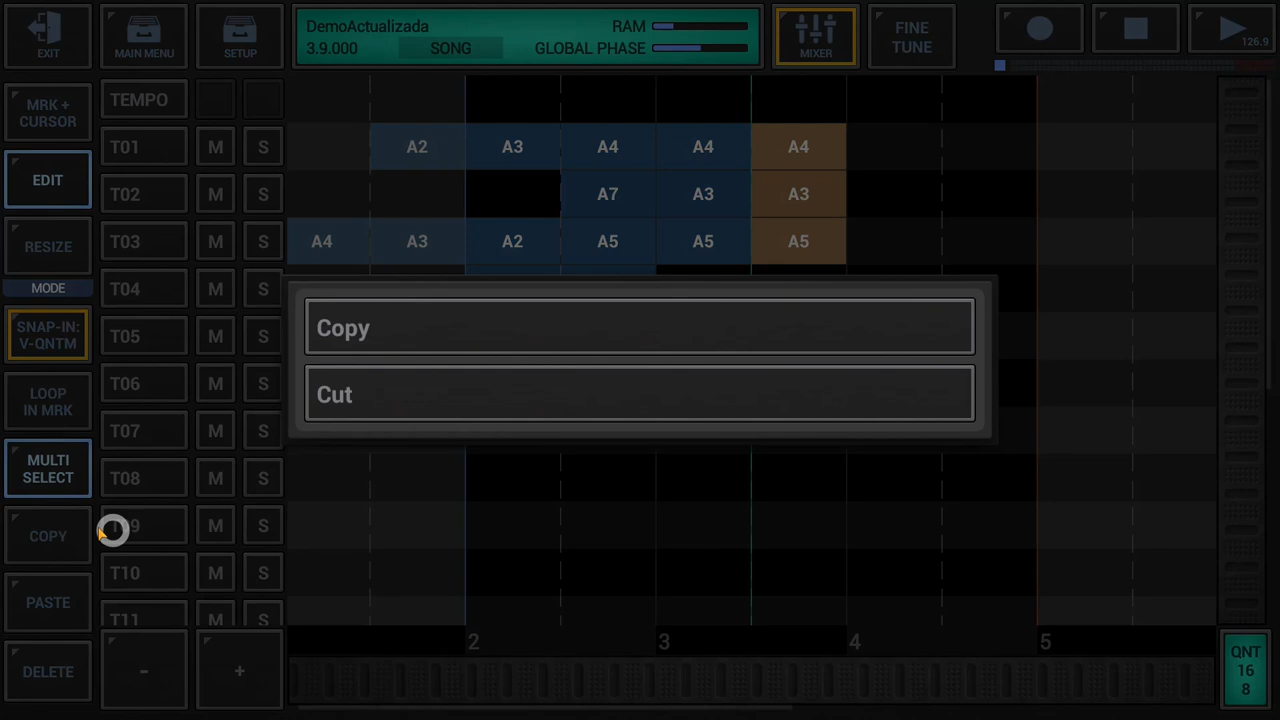 EXIT
MAIN MENU
SETUP
DemoActualizada
RAM
3.9.000
SONG
GLOBAL PHASE
MIXER
FINE
TUNE
126.9
MRK +
CURSOR
TEMPO
EDIT
T01 M S
A2 A3 A4 A4 A4
T02 M S
A7 A3 A3
RESIZE
T03 M S
A4 A3 A2 A5 A5 A5
MODE
T04 M S
SNAP-IN:
V-QNTM
T05 M S
Copy
T06 M S
Cut
LOOP
IN MRK
T07 M S
MULTI
SELECT
T08 M S
COPY
M S
T10 M S
PASTE
T11 M S
DELETE
-
+
2 3 4 5
QNT
16
8